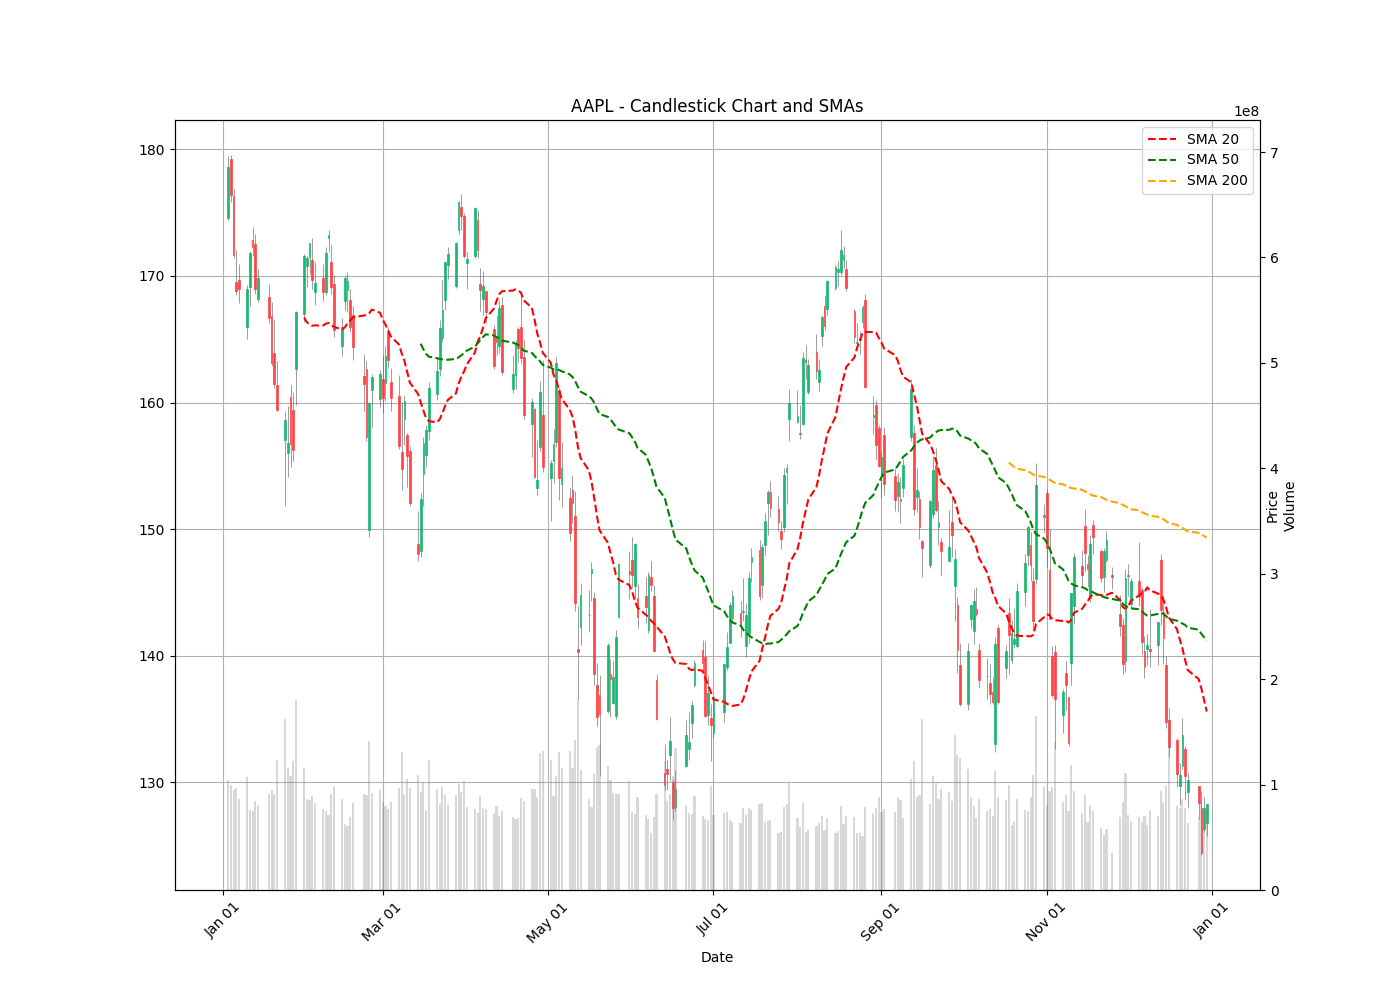 AAPL - Candlestick Chart and SMAs
1e8
SMA 20
SMA 50
SMA 200
180
170
160
150
140
130
7
6
5
4
3
2
1
0
Price
Volume
Jan 01
Mar 01
May 01
Jul 01
Sep 01
Nov 01
Jan 01
Date